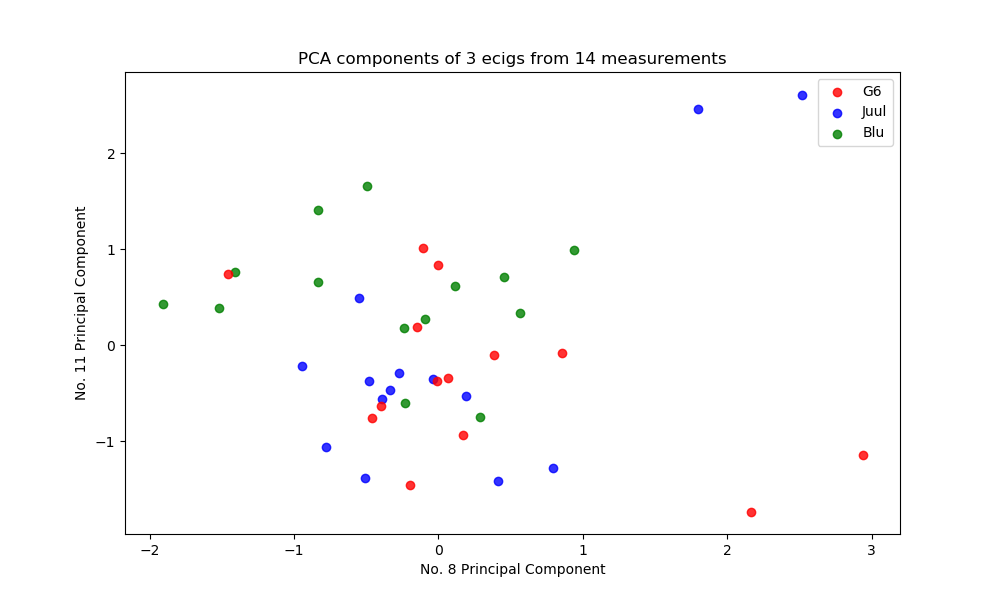 PCA components of 3 ecigs from 14 measurements
G6
Juul
Blu
2
1
0
−1
No. 11 Principal Component
−2
−1
0
1
2
3
No. 8 Principal Component